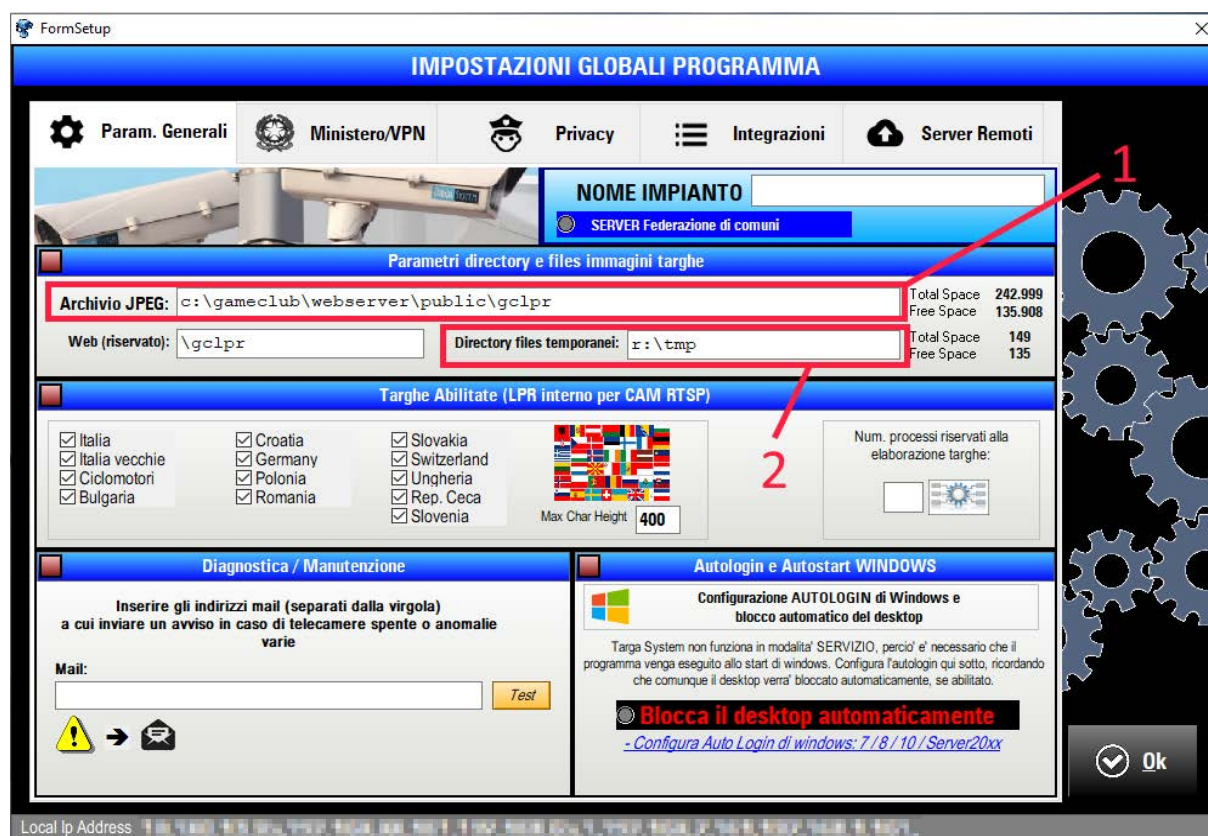 FormSetup
IMPOSTAZIONI GLOBALI PROGRAMMA
Param. Generali
Ministero/VPN
Privacy
Integrazioni
Server Remoti
1
NOME IMPIANTO
SERVER Federazione di comuni
Parametri directory e files immagini targhe
Archivio JPEG: c:\gameclub\webserver\public\gclpr
Total Space 242.999
Free Space 135.908
Web (riservato): \gclpr
Directory files temporanei: r:\tmp
Total Space 149
Free Space 135
Targhe Abilitate (LPR interno per CAM RTSP)
Italia
Italia vecchie
Ciclomotori
Bulgaria
Croatia
Germany
Polonia
Romania
Slovakia
Switzerland
Ungheria
Rep. Ceca
Slovenia
Max Char Height 400
2
Num. processi riservati alla
elaborazione targhe:
Diagnostica / Manutenzione
Inserire gli indirizzi mail (separati dalla virgola)
a cui inviare un avviso in caso di telecamere spente o anomalie
varie
Mail:
Test
Autologin e Autostart WINDOWS
Configurazione AUTOLOGIN di Windows e
blocco automatico del desktop
Targa System non funziona in modalita' SERVIZIO, percio' e' necessario che il
programma venga eseguito allo start di windows. Configura l'autologin qui sotto, ricordando
che comunque il desktop verra' bloccato automaticamente, se abilitato.
Blocca il desktop automaticamente
- Configura Auto Login di windows: 7 / 8 / 10 / Server20xx
Ok
Local Ip Address